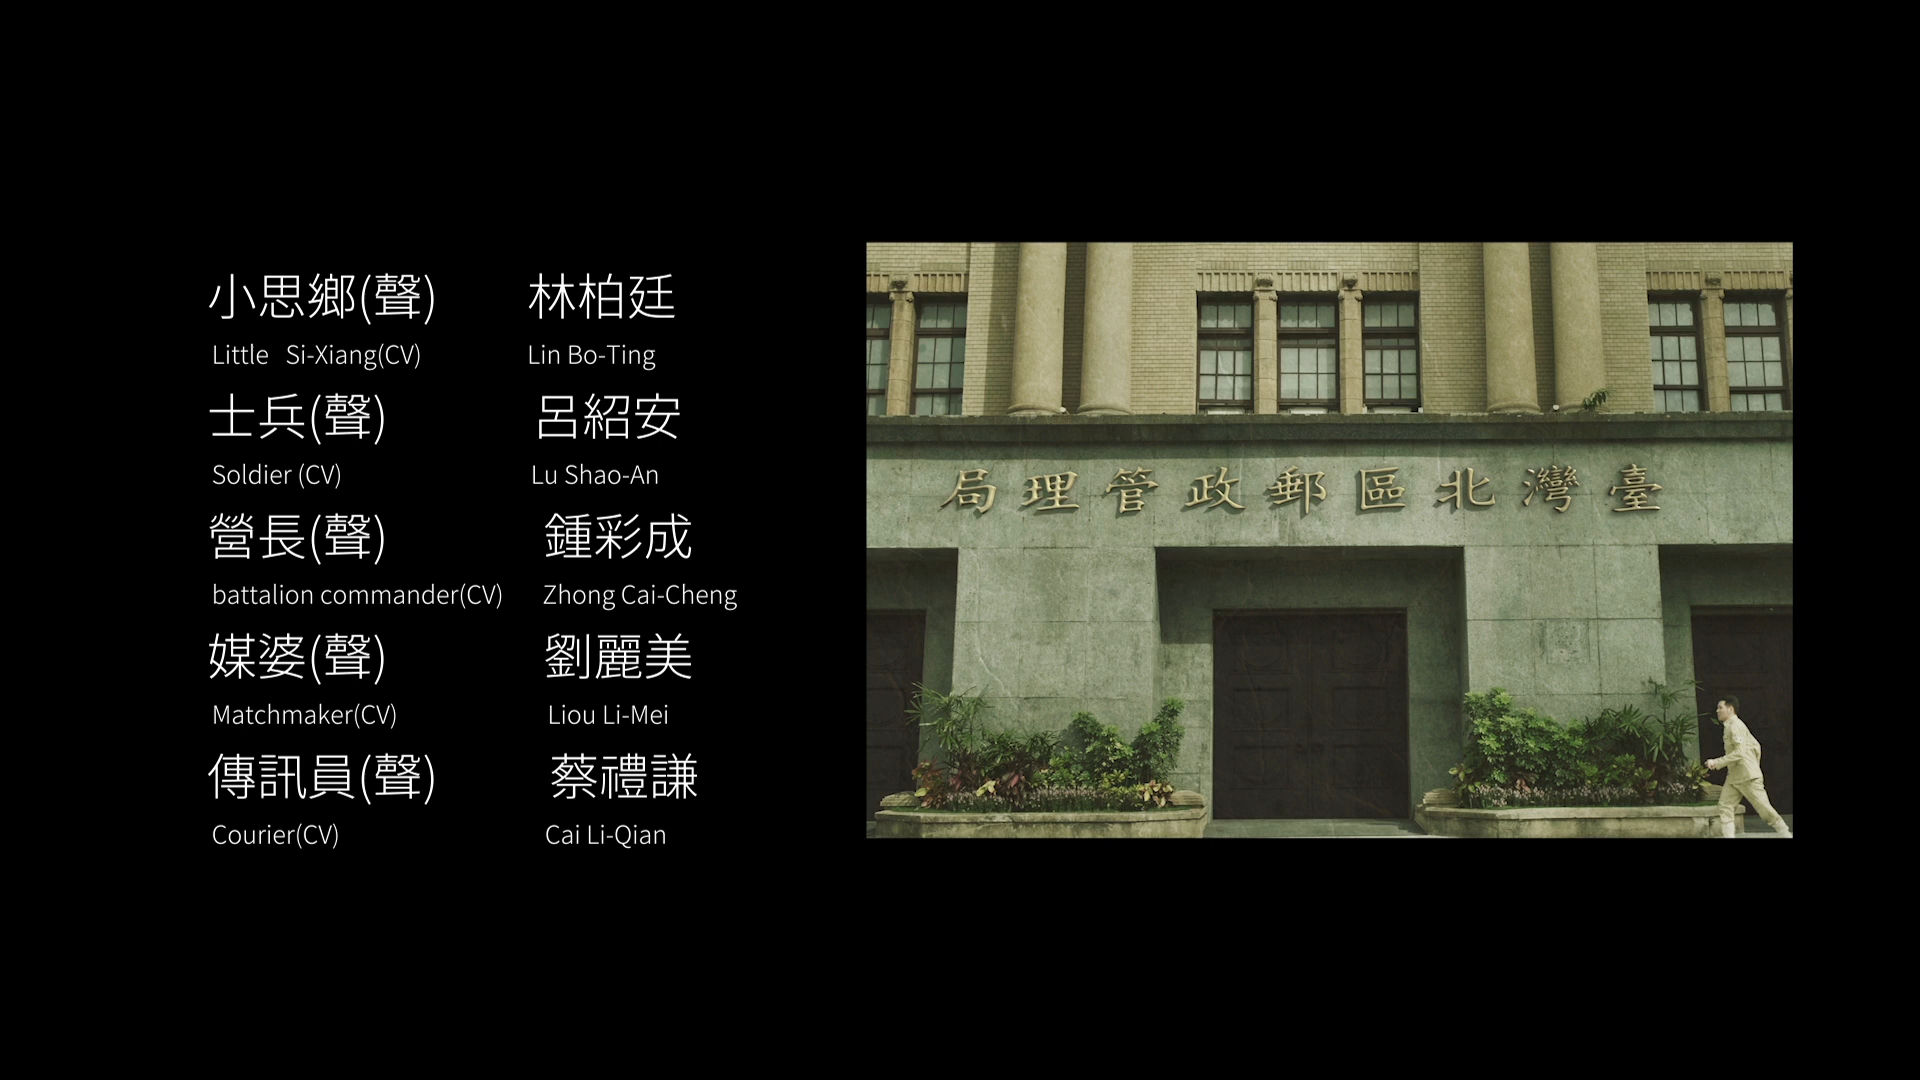 小思鄉(聲) 林柏廷
Little Si-Xiang(CV) Lin Bo-Ting
士兵(聲) 呂紹安
Soldier (CV) Lu Shao-An
營長(聲) 鍾彩成
battalion commander(CV) Zhong Cai-Cheng
媒婆(聲) 劉麗美
Matchmaker(CV) Liou Li-Mei
傳訊員(聲) 蔡禮謙
Courier(CV) Cai Li-Qian
局理管政郵區北灣臺